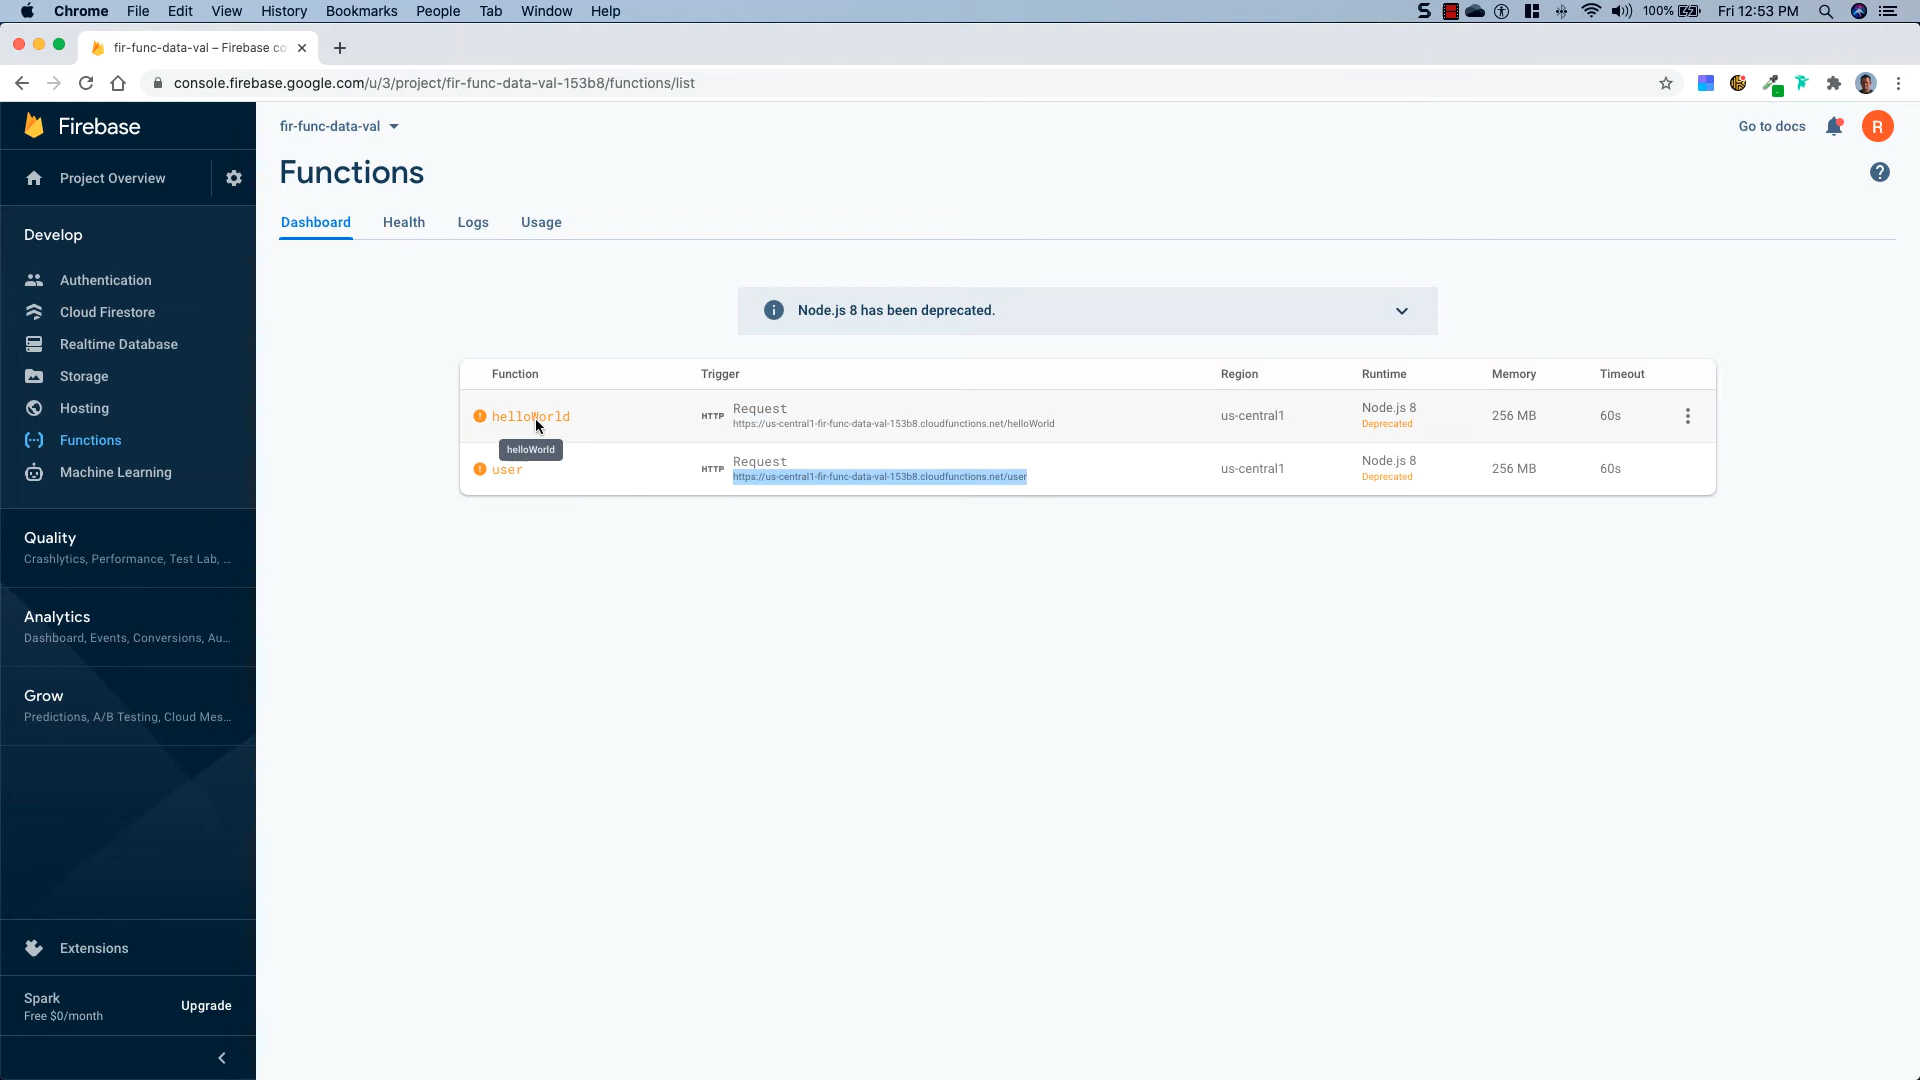 Chrome File Edit View History Bookmarks People Tab Window Help
100% Fri 12:53 PM
fir-func-data-val – Firebase co
console.firebase.google.com/u/3/project/fir-func-data-val-153b8/functions/list
Firebase
fir-func-data-val
Go to docs
R
Project Overview
Functions
Dashboard Health Logs Usage
Develop
Authentication
Cloud Firestore
Realtime Database
Storage
Hosting
Functions
Machine Learning
Node.js 8 has been deprecated.
Function Trigger Region Runtime Memory Timeout
helloWorld HTTP Request us-central1 Node.js 8 256 MB 60s
https://us-central1-fir-func-data-val-153b8.cloudfunctions.net/helloWorld Deprecated
helloWorld
user HTTP Request us-central1 Node.js 8 256 MB 60s
https://us-central1-fir-func-data-val-153b8.cloudfunctions.net/user Deprecated
Quality
Crashlytics, Performance, Test Lab, ...
Analytics
Dashboard, Events, Conversions, Au...
Grow
Predictions, A/B Testing, Cloud Mes...
Extensions
Spark
Free $0/month
Upgrade